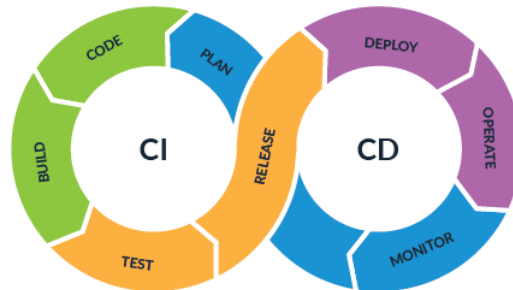 CODE
PLAN
BUILD
CI
TEST
RELEASE
DEPLOY
CD
OPERATE
MONITOR